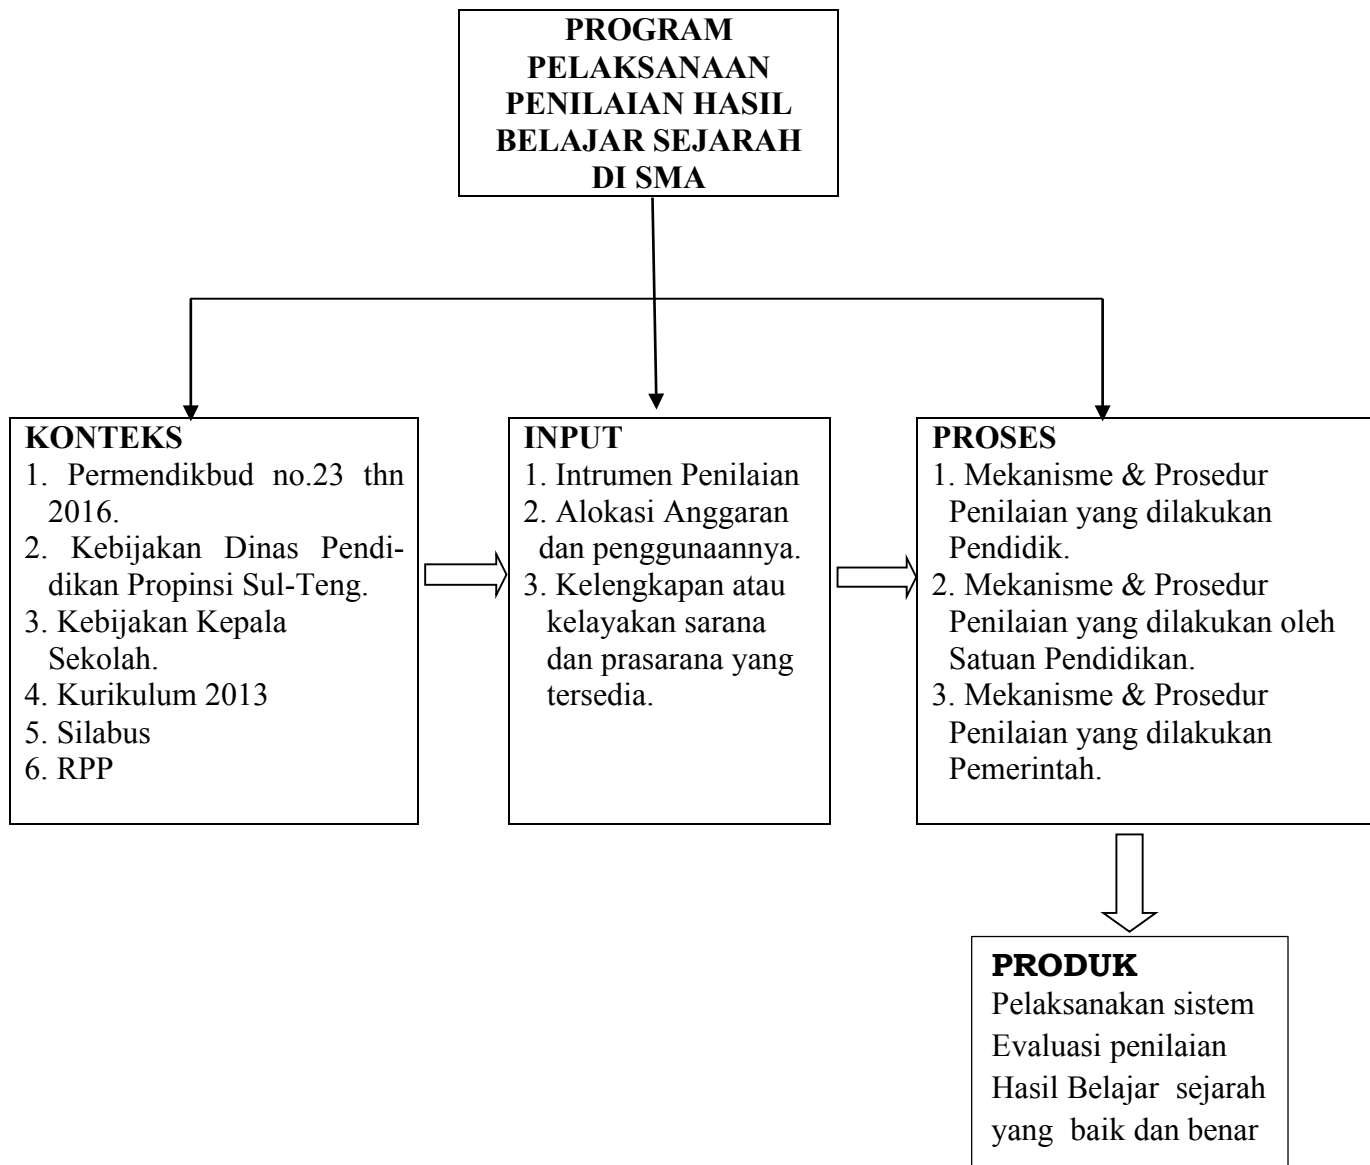 PROGRAM
PELAKSANAAN
PENILAIAN HASIL
BELAJAR SEJARAH
DI SMA
KONTEKS
1. Permendikbud no.23 thn
2016.
2. Kebijakan Dinas Pendi-
dikan Propinsi Sul-Teng.
3. Kebijakan Kepala
Sekolah.
4. Kurikulum 2013
5. Silabus
6. RPP
INPUT
1. Intrumen Penilaian
2. Alokasi Anggaran
dan penggunaannya.
3. Kelengkapan atau
kelayakan sarana
dan prasarana yang
tersedia.
PROSES
1. Mekanisme & Prosedur
Penilaian yang dilakukan
Pendidik.
2. Mekanisme & Prosedur
Penilaian yang dilakukan oleh
Satuan Pendidikan.
3. Mekanisme & Prosedur
Penilaian yang dilakukan
Pemerintah.
PRODUK
Pelaksanakan sistem
Evaluasi penilaian
Hasil Belajar sejarah
yang baik dan benar